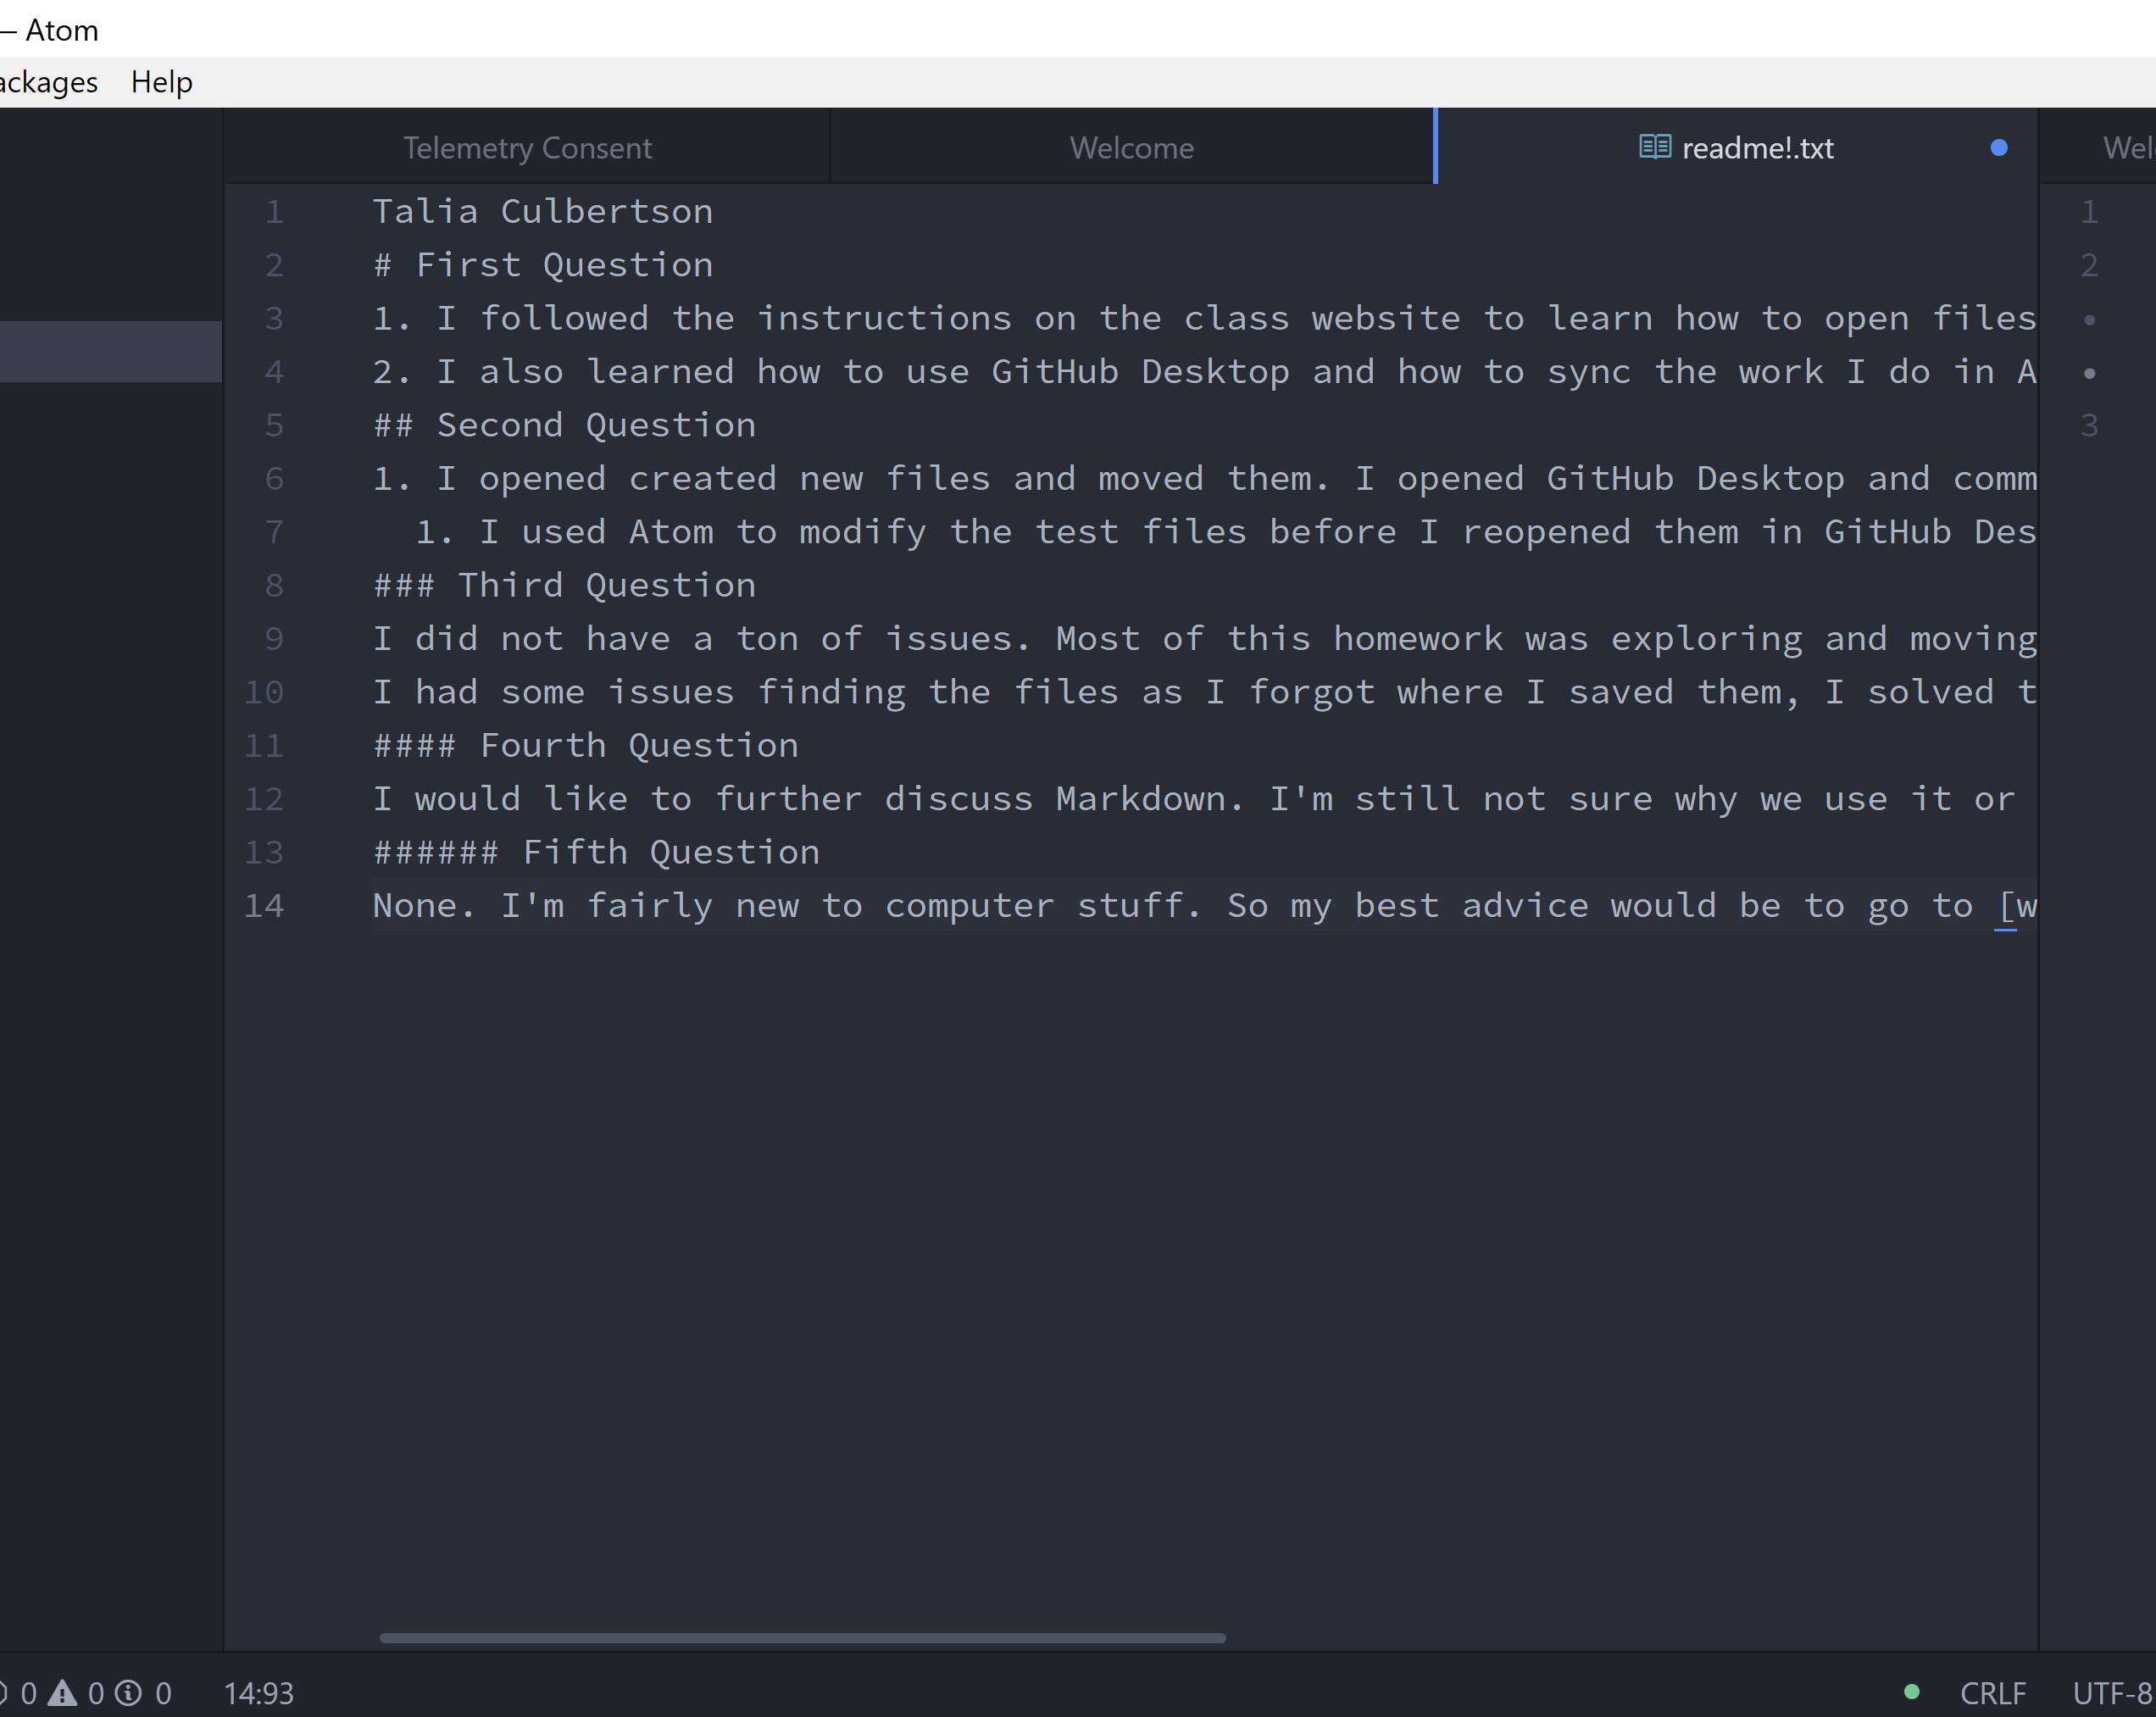 — Atom
ackages Help
Telemetry Consent Welcome readme!.txt Wel
1 Talia Culbertson
2 # First Question
3 1. I followed the instructions on the class website to learn how to open files
4 2. I also learned how to use GitHub Desktop and how to sync the work I do in A
5 ## Second Question
6 1. I opened created new files and moved them. I opened GitHub Desktop and comm
7 1. I used Atom to modify the test files before I reopened them in GitHub Des
8 ### Third Question
9 I did not have a ton of issues. Most of this homework was exploring and moving
10 I had some issues finding the files as I forgot where I saved them, I solved t
11 #### Fourth Question
12 I would like to further discuss Markdown. I'm still not sure why we use it or
13 ###### Fifth Question
14 None. I'm fairly new to computer stuff. So my best advice would be to go to [w
1
2
•
•
3
0 0 0 14:93 CRLF UTF-8